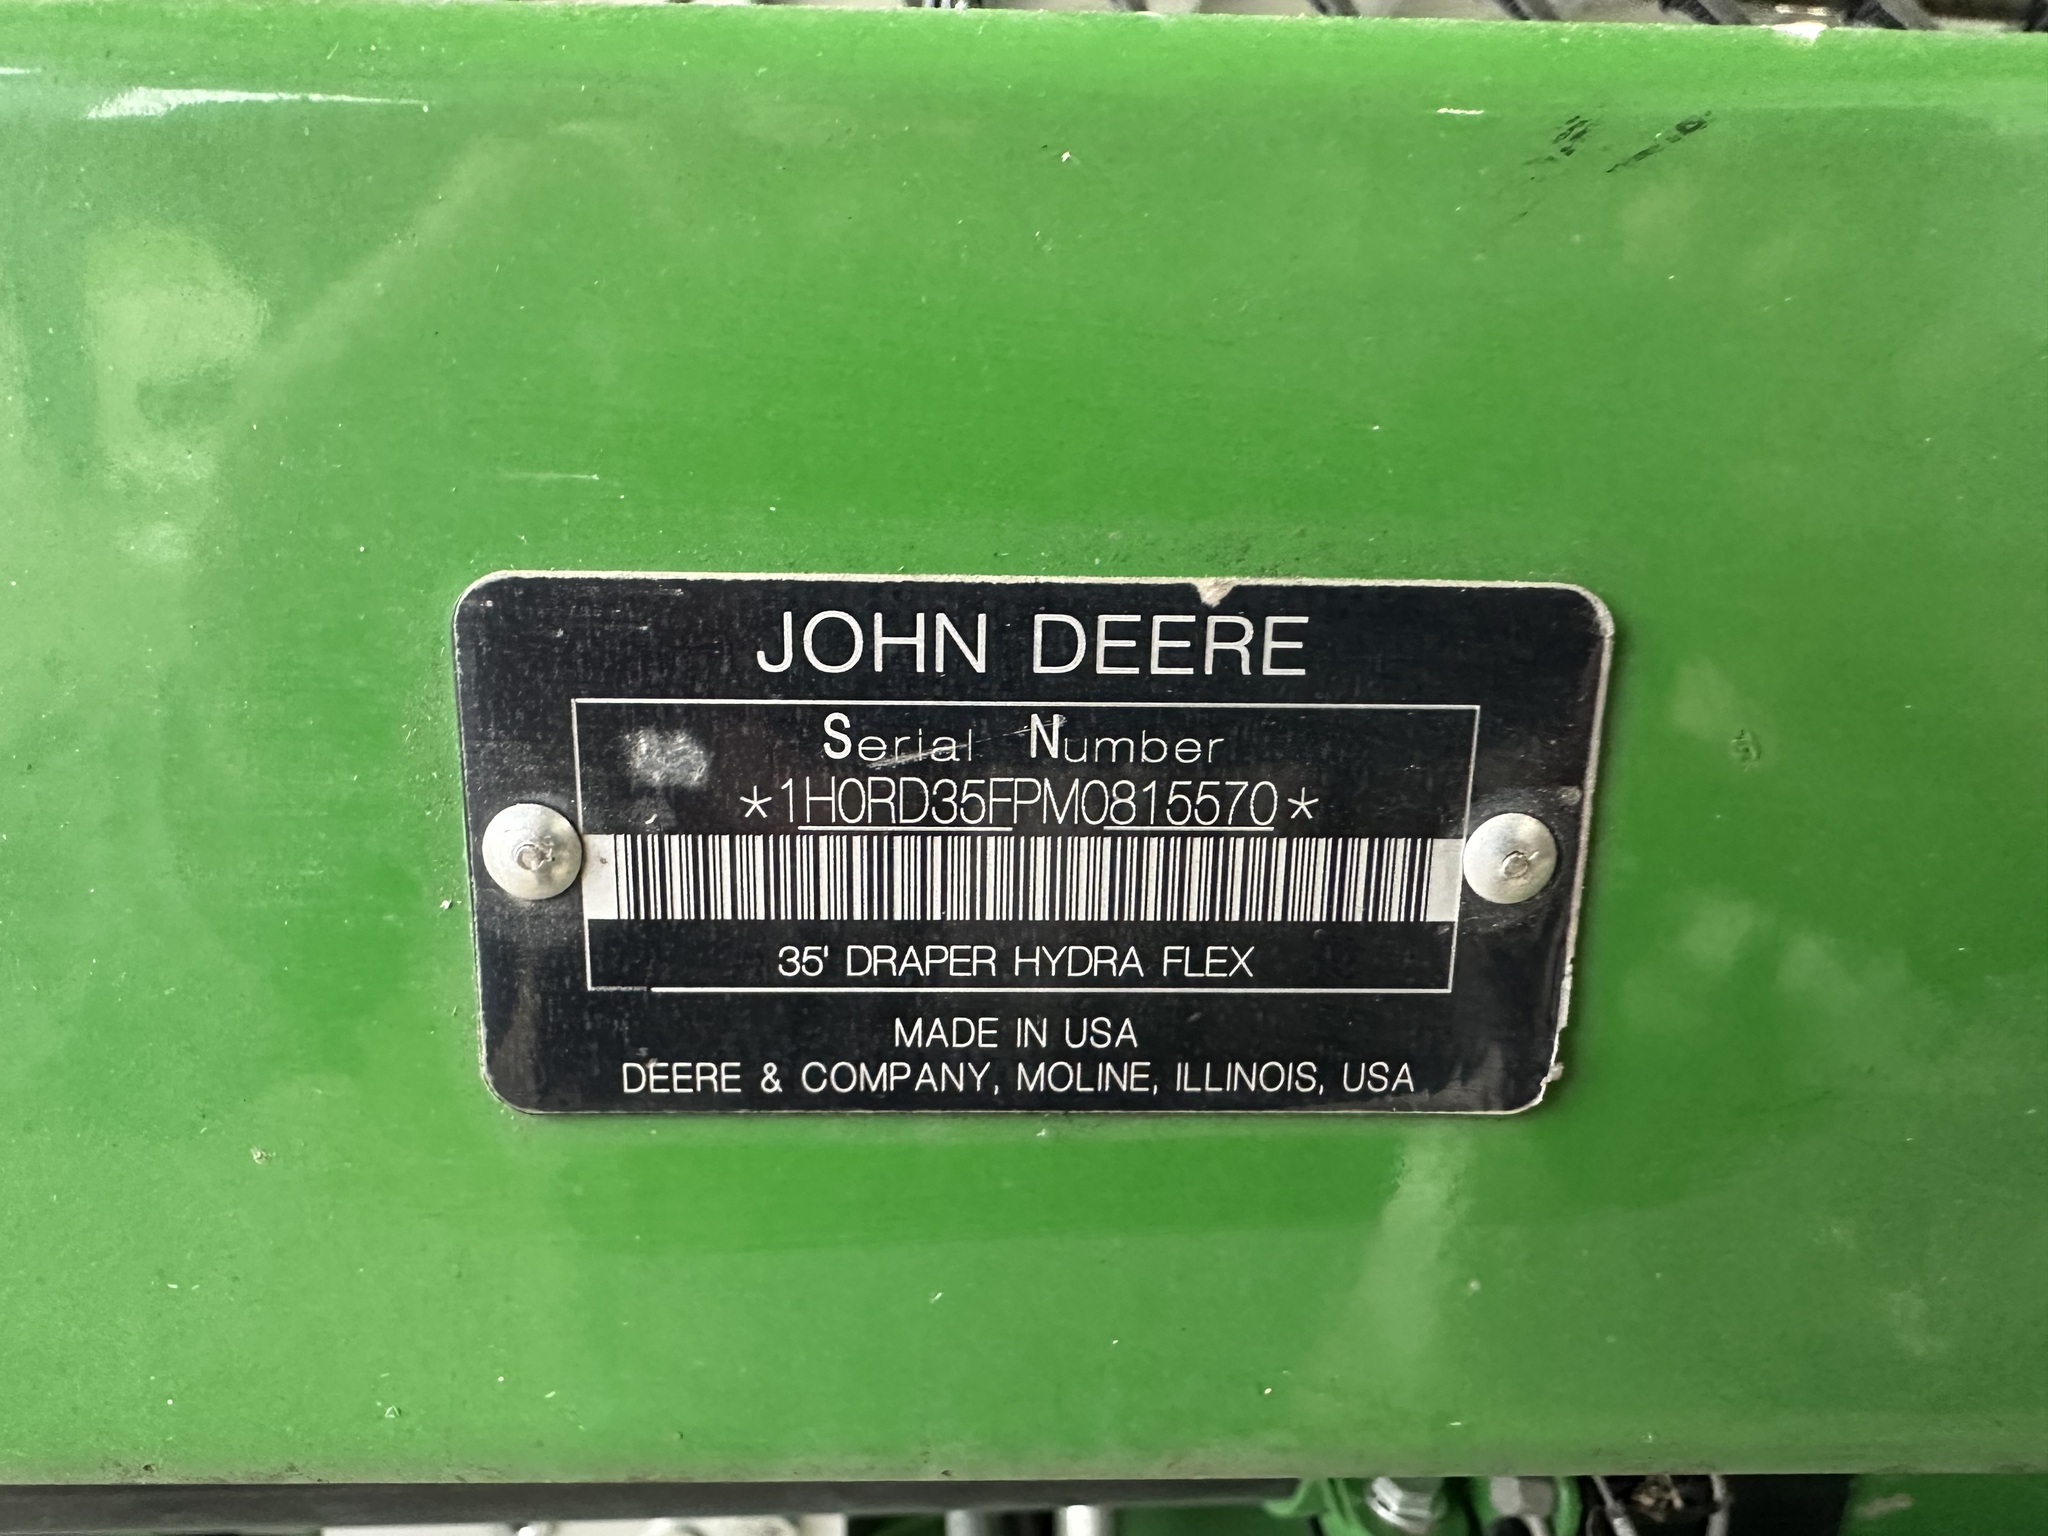 JOHN DEERE
Serial Number
*1H0RD35FPM0815570*
35' DRAPER HYDRA FLEX
MADE IN USA
DEERE & COMPANY, MOLINE, ILLINOIS, USA